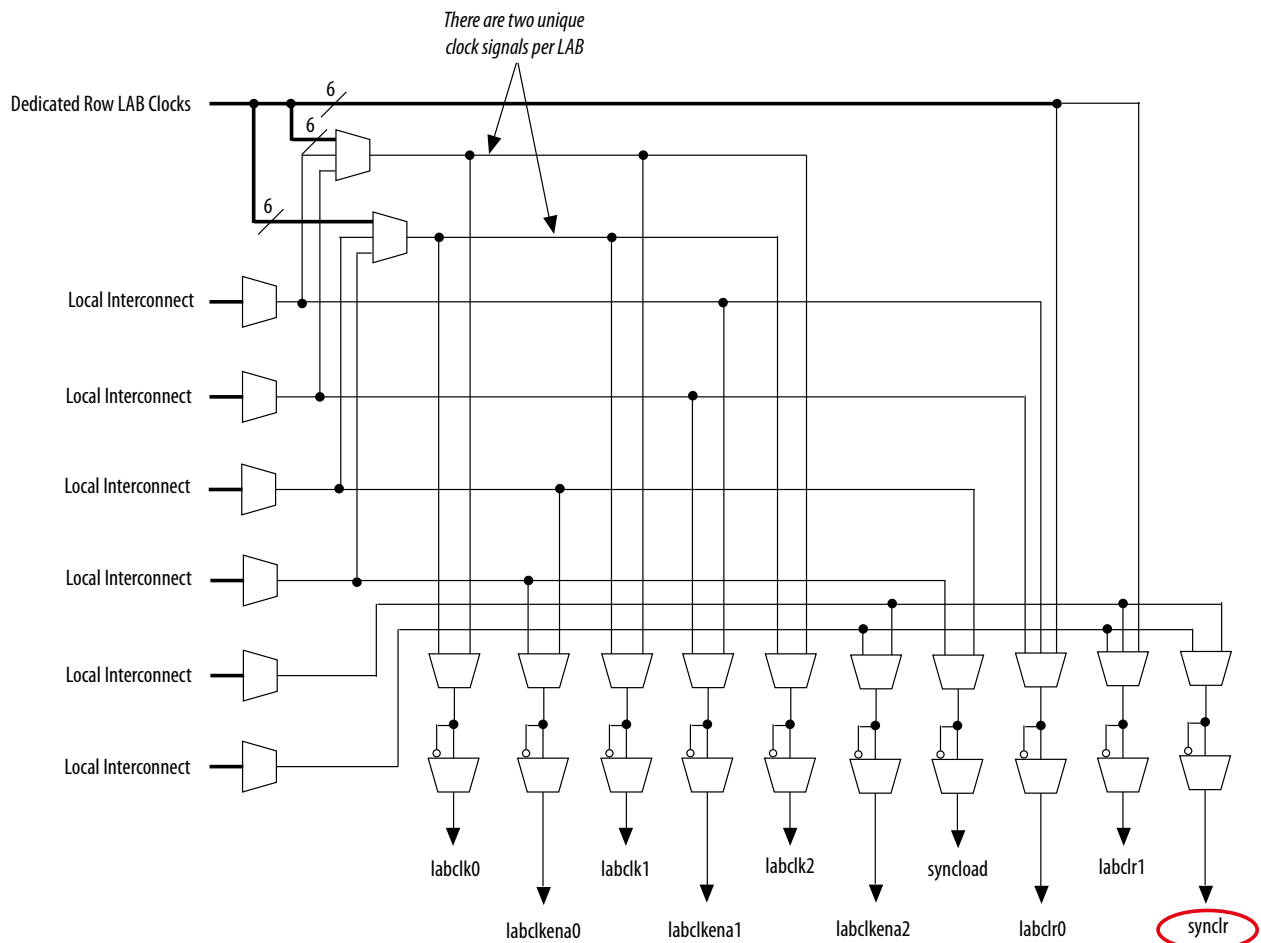 There are two unique
clock signals per LAB
Dedicated Row LAB Clocks
6
6
6
Local Interconnect
Local Interconnect
Local Interconnect
Local Interconnect
Local Interconnect
Local Interconnect
labclk0
labclk1
labclk2
syncload
labclr1
labclkena0
labclkena1
labclkena2
labclr0
synclr